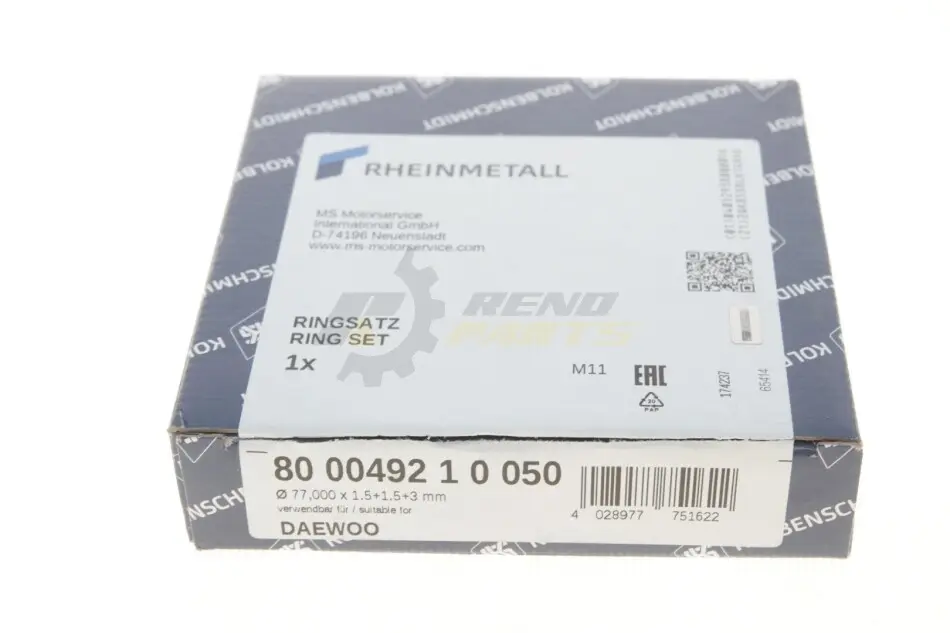 KOLBENSCHMIDT
RHEINMETALL
MS Motorservice
International GmbH
D-74196 Neuenstadt
www.ms-motorservice.com
RENO
PARTS
RINGSATZ
RING SET
1x
M11
EAC
20
PAP
174237
65414
80 00492 1 0 050
Ø 77,000 x 1.5+1.5+3 mm
verwendbar für / suitable for
DAEWOO
4 028977 751622